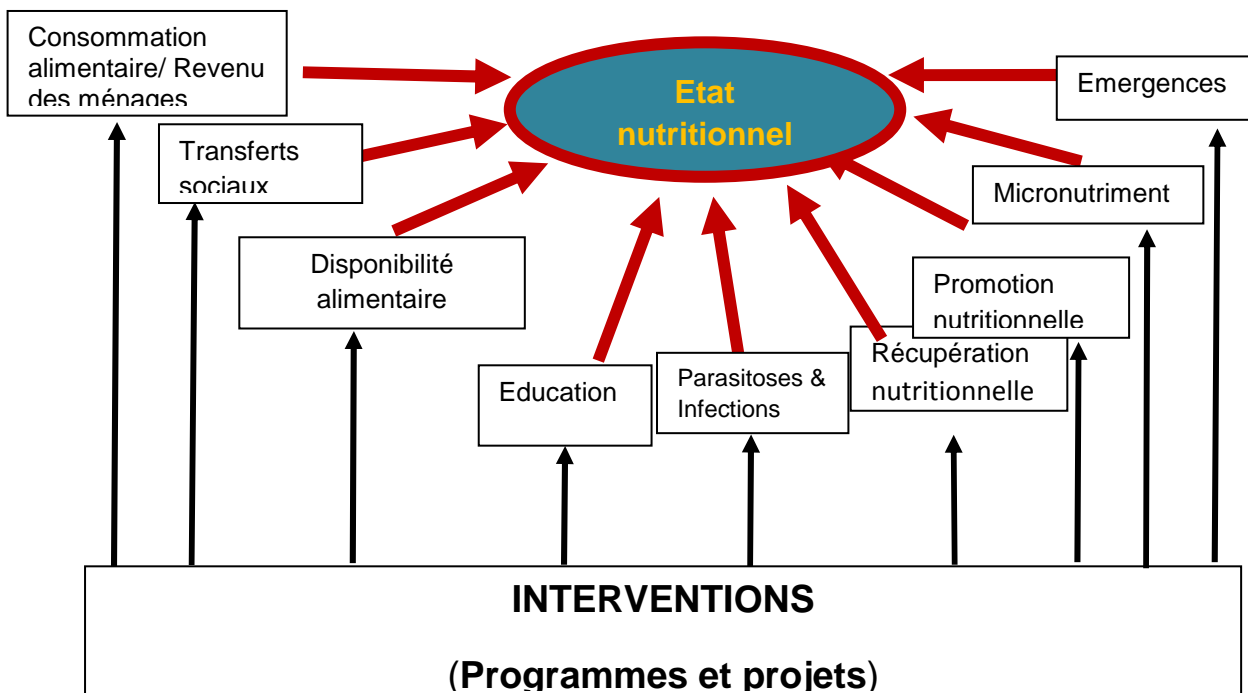 Consommation
alimentaire/ Revenu
des ménages
Etat
nutritionnel
Emergences
Transferts
sociaux
Micronutriment
Disponibilité
alimentaire
Promotion
nutritionnelle
Education
Parasitoses &
Infections
Récupération
nutritionnelle
INTERVENTIONS
(Programmes et projets)